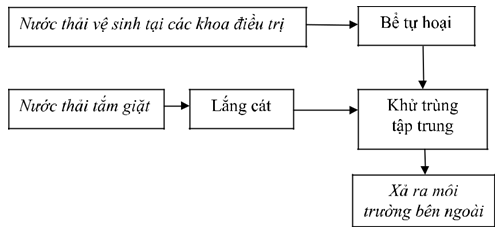 Nước thải vệ sinh tại các khoa điều trị
Bể tự hoại
Nước thải tắm giặt
Lắng cát
Khử trùng
tập trung
Xả ra môi
trường bên ngoài